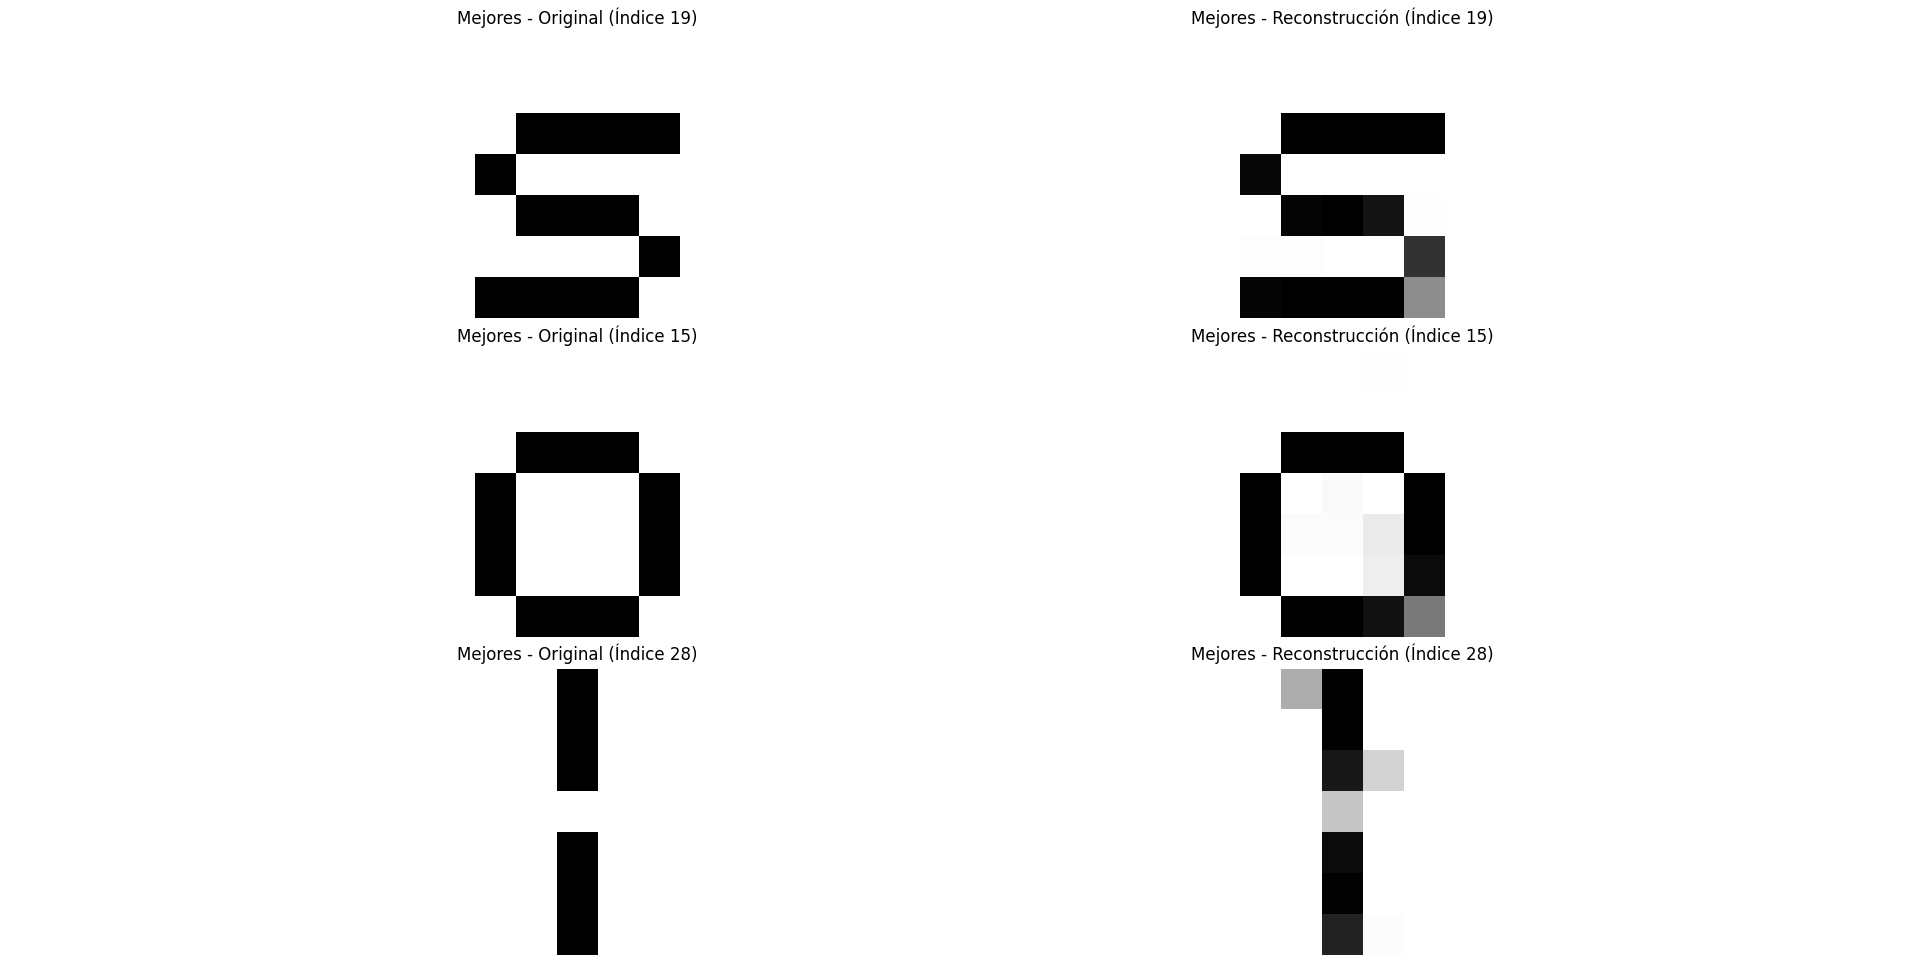 Mejores - Original (Índice 19)
Mejores - Reconstrucción (Índice 19)
s
s
Mejores - Original (Índice 15)
Mejores - Reconstrucción (Índice 15)
o
o
Mejores - Original (Índice 28)
Mejores - Reconstrucción (Índice 28)
|
|